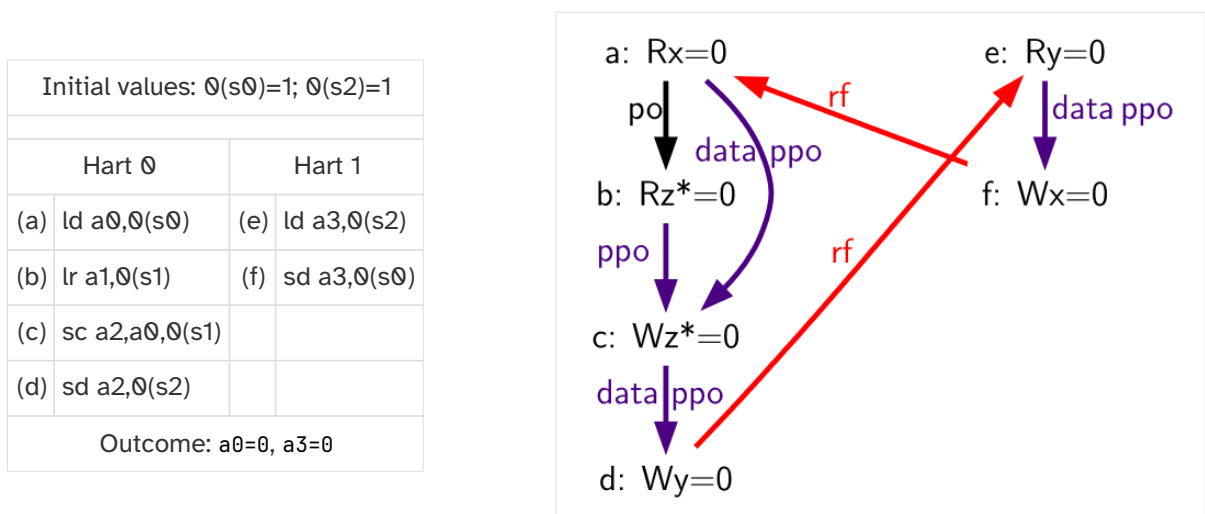 Initial values: 0(s0)=1; 0(s2)=1
Hart 0 Hart 1
(a) ld a0,0(s0) (e) ld a3,0(s2)
(b) lr a1,0(s1) (f) sd a3,0(s0)
(c) sc a2,a0,0(s1)
(d) sd a2,0(s2)
Outcome: a0=0, a3=0
a: Rx=0
e: Ry=0
rf
po
data ppo
data ppo
b: Rz*=0
f: Wx=0
ppo
rf
c: Wz*=0
data ppo
d: Wy=0